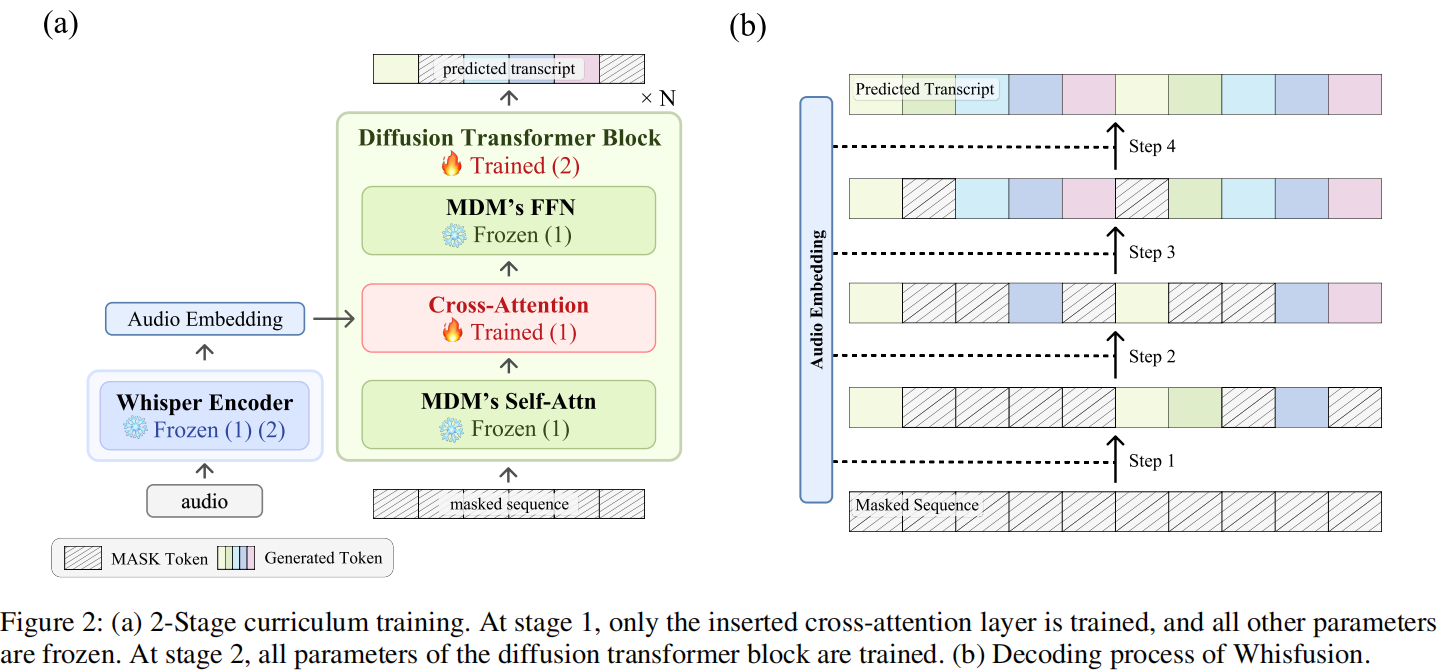 (a)
predicted transcript
× N
Diffusion Transformer Block
Trained (2)
MDM's FFN
Frozen (1)
Cross-Attention
Trained (1)
Audio Embedding
MDM's Self-Attn
Frozen (1)
Whisper Encoder
Frozen (1) (2)
audio
masked sequence
MASK Token
Generated Token
(b)
Predicted Transcript
Step 4
Step 3
Audio Embedding
Step 2
Step 1
Masked Sequence
Figure 2: (a) 2-Stage curriculum training. At stage 1, only the inserted cross-attention layer is trained, and all other parameters
are frozen. At stage 2, all parameters of the diffusion transformer block are trained. (b) Decoding process of Whisfusion.